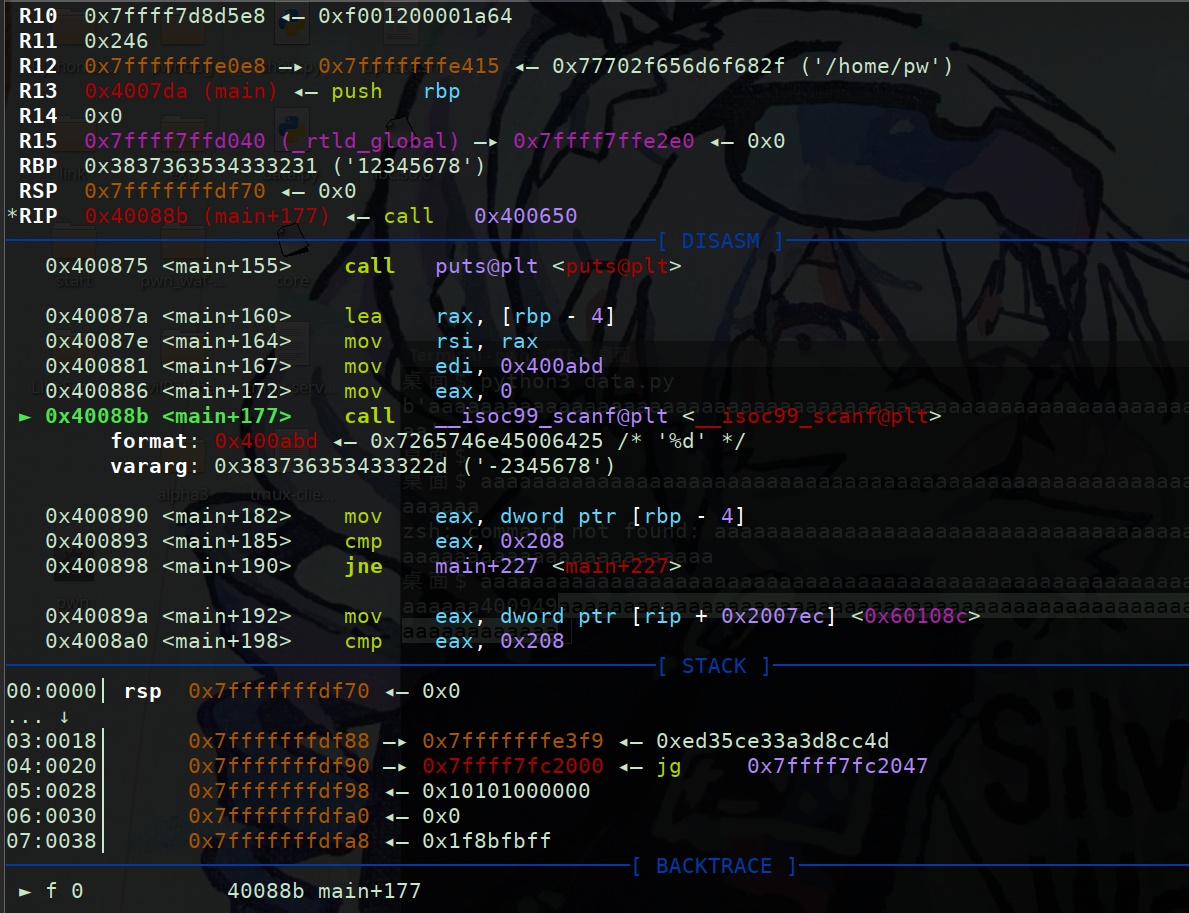 R10  0x7ffff7d8d5e8 ◂— 0xf001200001a64
R11  0x246
R12  0x7fffffffe0e8 —▸ 0x7fffffffe415 ◂— 0x77702f656d6f682f ('/home/pw')
R13  0x4007da (main) ◂— push   rbp
R14  0x0
R15  0x7ffff7ffd040 (_rtld_global) —▸ 0x7ffff7ffe2e0 ◂— 0x0
RBP  0x3837363534333231 ('12345678')
RSP  0x7fffffffdf70 ◂— 0x0
*RIP  0x40088b (main+177) ◂— call   0x400650
[ DISASM ]
0x400875 <main+155>    call   puts@plt <puts@plt>
0x40087a <main+160>    lea    rax, [rbp - 4]
0x40087e <main+164>    mov    rsi, rax
0x400881 <main+167>    mov    edi, 0x400abd
0x400886 <main+172>    mov    eax, 0
► 0x40088b <main+177>    call   __isoc99_scanf@plt <__isoc99_scanf@plt>
format: 0x400abd ◂— 0x7265746e45006425 /* '%d' */
vararg: 0x383736353433322d ('-2345678')
0x400890 <main+182>    mov    eax, dword ptr [rbp - 4]
0x400893 <main+185>    cmp    eax, 0x208
0x400898 <main+190>    jne    main+227 <main+227>
0x40089a <main+192>    mov    eax, dword ptr [rip + 0x2007ec] <0x60108c>
0x4008a0 <main+198>    cmp    eax, 0x208
[ STACK ]
00:0000│ rsp  0x7fffffffdf70 ◂— 0x0
... ↓
03:0018│      0x7fffffffdf88 —▸ 0x7fffffffe3f9 ◂— 0xed35ce33a3d8cc4d
04:0020│      0x7fffffffdf90 —▸ 0x7ffff7fc2000 ◂— jg     0x7ffff7fc2047
05:0028│      0x7fffffffdf98 ◂— 0x10101000000
06:0030│      0x7fffffffdfa0 ◂— 0x0
07:0038│      0x7fffffffdfa8 ◂— 0x1f8bfbff
[ BACKTRACE ]
► f 0           40088b main+177